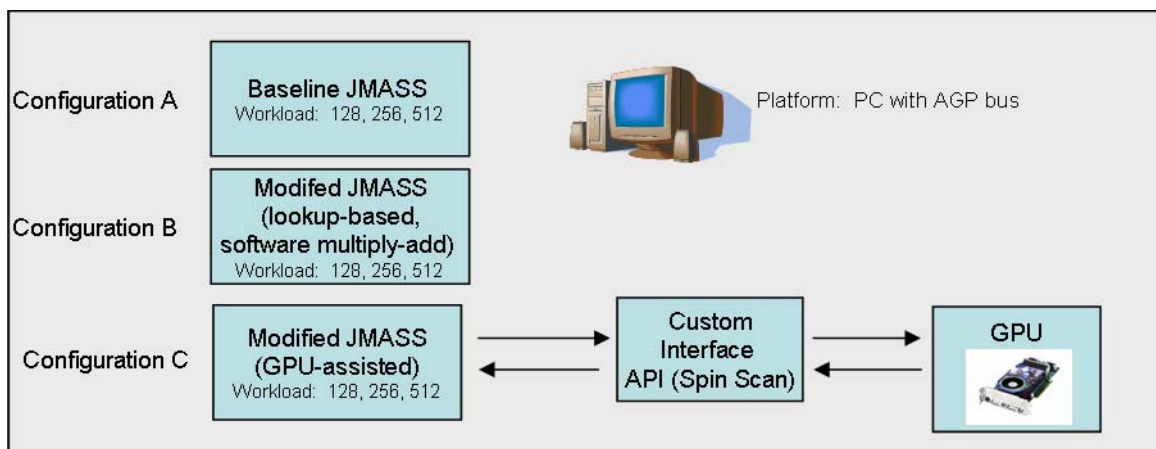 Configuration A
Baseline JMASS
Workload: 128, 256, 512
Platform: PC with AGP bus
Configuration B
Modifed JMASS
(lookup-based,
software multiply-add)
Workload: 128, 256, 512
Configuration C
Modified JMASS
(GPU-assisted)
Workload: 128, 256, 512
Custom
Interface
API (Spin Scan)
GPU